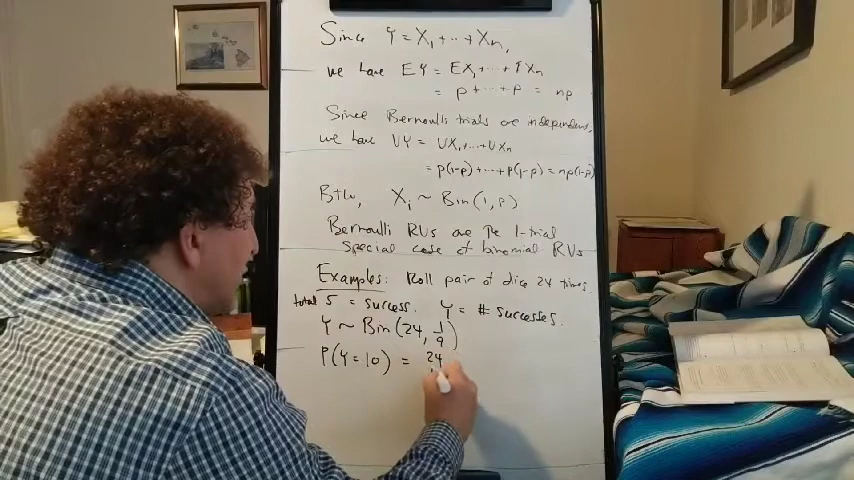 Since Y = X₁ + ... + Xn,
we have EY = EX₁ + ... + EXn
= p + ... + p = np
Since Bernoulli trials are independent,
we have VY = VX₁ + ... + VXn
= p(1-p) + ... + p(1-p) = np(1-p)
Btw, Xi ~ Bin(1, p)
Bernoulli RVs are the 1-trial
special case of binomial RVs
Examples: Roll pair of dice 24 times.
total 5 = success. Y = # successes.
Y ~ Bin(24, 1/9)
P(Y=10) = 24